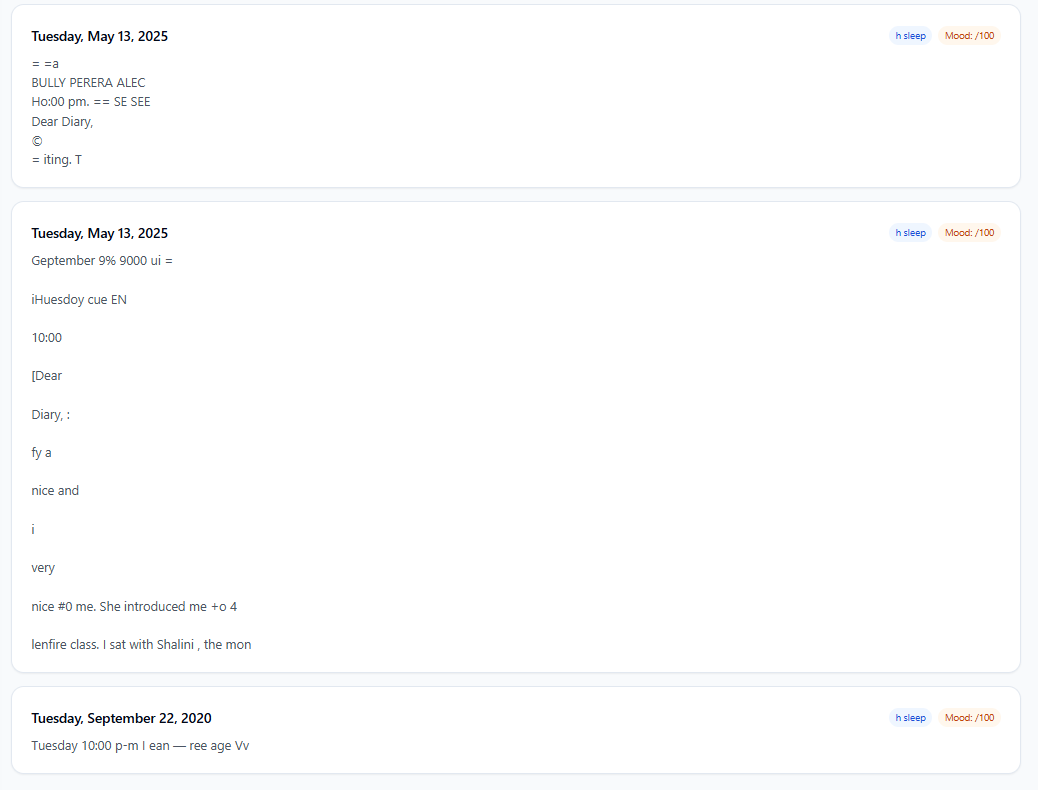 Tuesday, May 13, 2025 h sleep Mood: /100
= =a
BULLY PERERA ALEC
Ho:00 pm. == SE SEE
Dear Diary,
©
= iting. T
Tuesday, May 13, 2025 h sleep Mood: /100
Geptember 9% 9000 ui =
iHuesdoy cue EN
10:00
[Dear
Diary, :
fy a
nice and
i
very
nice #0 me. She introduced me +o 4
lenfire class. I sat with Shalini , the mon
Tuesday, September 22, 2020 h sleep Mood: /100
Tuesday 10:00 p-m I ean — ree age Vv